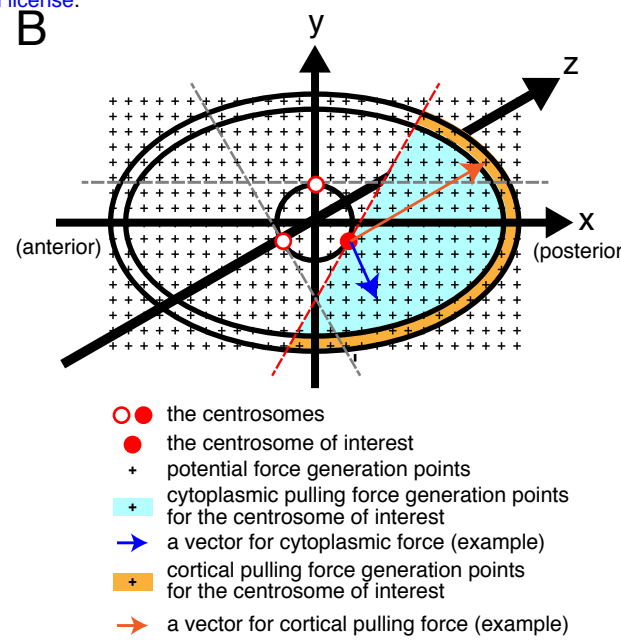 license.
B
y
z
x
(anterior)
(posterior
the centrosomes
the centrosome of interest
potential force generation points
cytoplasmic pulling force generation points
for the centrosome of interest
a vector for cytoplasmic force (example)
cortical pulling force generation points
for the centrosome of interest
a vector for cortical pulling force (example)